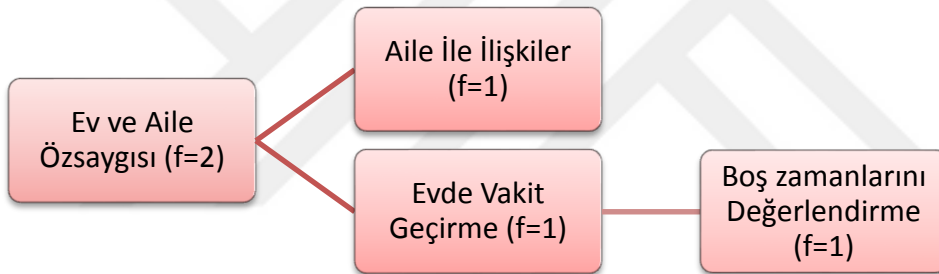 Ev ve Aile
Özsaygısı (f=2)
Aile İle İlişkiler
(f=1)
Evde Vakit
Geçirme (f=1)
Boş zamanlarını
Değerlendirme
(f=1)